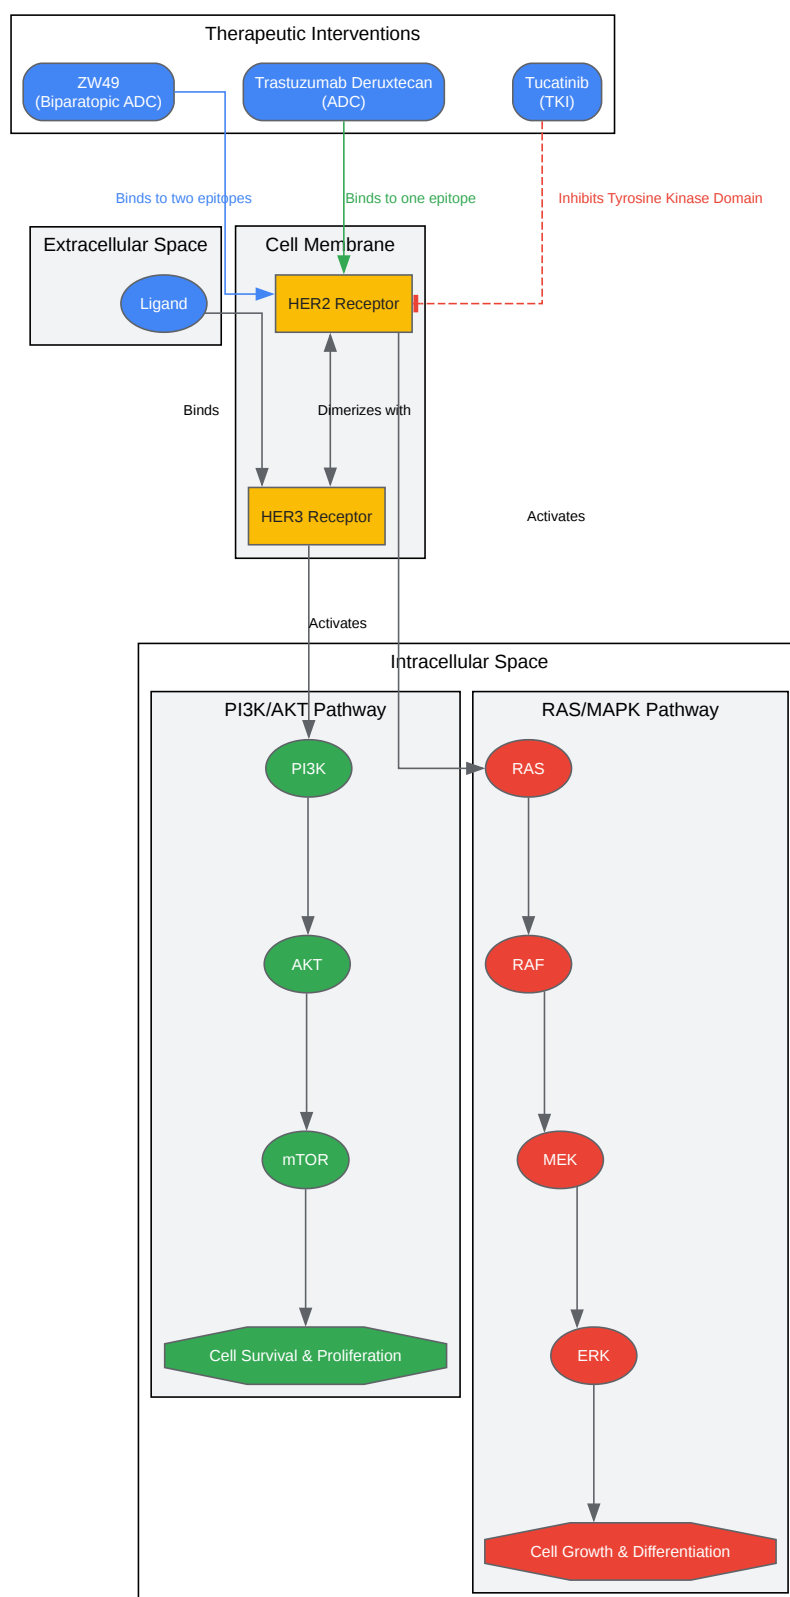 Therapeutic Interventions
ZW49
(Biparatopic ADC)
Trastuzumab Deruxtecan
(ADC)
Tucatinib
(TKI)
Binds to two epitopes
Binds to one epitope
Inhibits Tyrosine Kinase Domain
Extracellular Space
Cell Membrane
Ligand
HER2 Receptor
Binds
Dimerizes with
HER3 Receptor
Activates
Activates
Intracellular Space
PI3K/AKT Pathway
RAS/MAPK Pathway
PI3K
RAS
AKT
RAF
mTOR
MEK
Cell Survival & Proliferation
ERK
Cell Growth & Differentiation